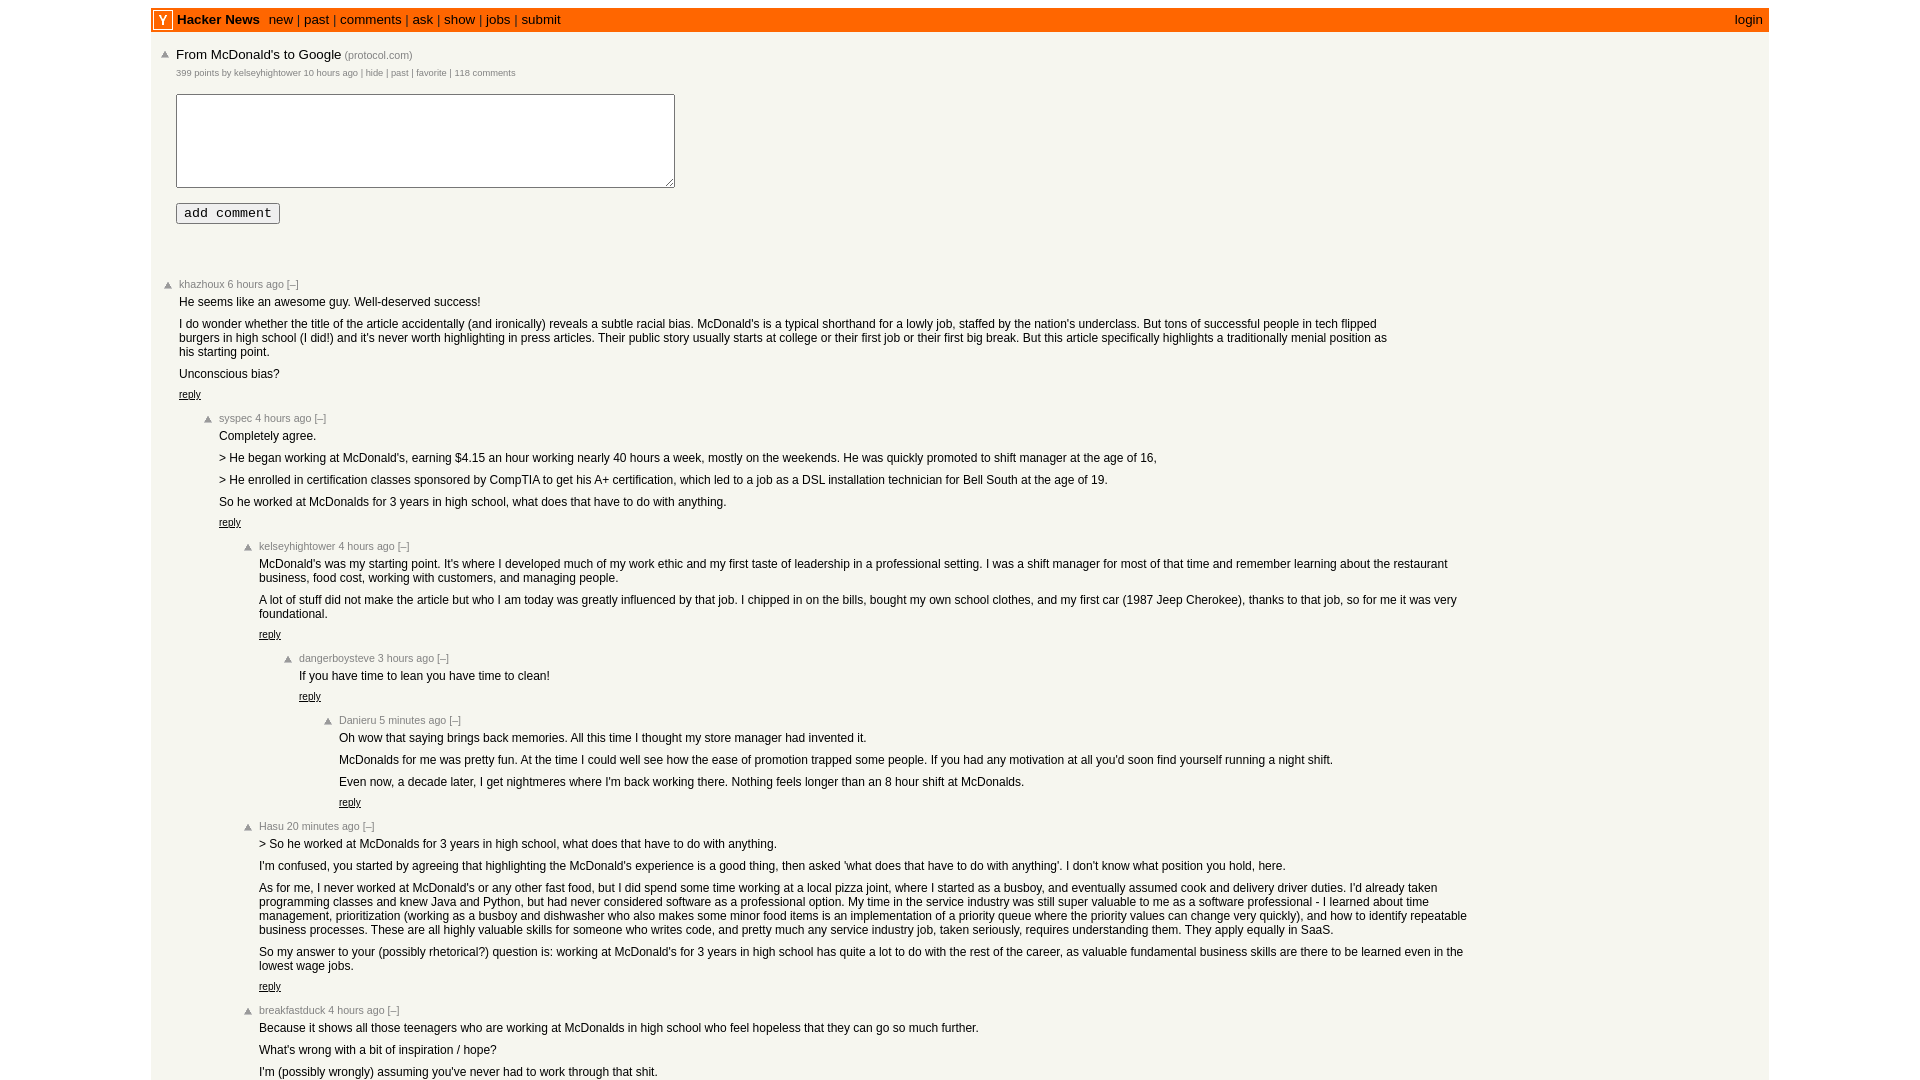 Y Hacker News new | past | comments | ask | show | jobs | submit login
From McDonald's to Google (protocol.com)
399 points by kelseyhightower 10 hours ago | hide | past | favorite | 118 comments
add comment
khazhoux 6 hours ago [–]
He seems like an awesome guy. Well-deserved success!
I do wonder whether the title of the article accidentally (and ironically) reveals a subtle racial bias. McDonald's is a typical shorthand for a lowly job, staffed by the nation's underclass. But tons of successful people in tech flipped
burgers in high school (I did!) and it's never worth highlighting in press articles. Their public story usually starts at college or their first job or their first big break. But this article specifically highlights a traditionally menial position as
his starting point.
Unconscious bias?
reply
syspec 4 hours ago [–]
Completely agree.
> He began working at McDonald's, earning $4.15 an hour working nearly 40 hours a week, mostly on the weekends. He was quickly promoted to shift manager at the age of 16,
> He enrolled in certification classes sponsored by CompTIA to get his A+ certification, which led to a job as a DSL installation technician for Bell South at the age of 19.
So he worked at McDonalds for 3 years in high school, what does that have to do with anything.
reply
kelseyhightower 4 hours ago [–]
McDonald's was my starting point. It's where I developed much of my work ethic and my first taste of leadership in a professional setting. I was a shift manager for most of that time and remember learning about the restaurant
business, food cost, working with customers, and managing people.
A lot of stuff did not make the article but who I am today was greatly influenced by that job. I chipped in on the bills, bought my own school clothes, and my first car (1987 Jeep Cherokee), thanks to that job, so for me it was very
foundational.
reply
dangerboysteve 3 hours ago [–]
If you have time to lean you have time to clean!
reply
Danieru 5 minutes ago [–]
Oh wow that saying brings back memories. All this time I thought my store manager had invented it.
McDonalds for me was pretty fun. At the time I could well see how the ease of promotion trapped some people. If you had any motivation at all you'd soon find yourself running a night shift.
Even now, a decade later, I get nightmeres where I'm back working there. Nothing feels longer than an 8 hour shift at McDonalds.
reply
Hasu 20 minutes ago [–]
> So he worked at McDonalds for 3 years in high school, what does that have to do with anything.
I'm confused, you started by agreeing that highlighting the McDonald's experience is a good thing, then asked 'what does that have to do with anything'. I don't know what position you hold, here.
As for me, I never worked at McDonald's or any other fast food, but I did spend some time working at a local pizza joint, where I started as a busboy, and eventually assumed cook and delivery driver duties. I'd already taken
programming classes and knew Java and Python, but had never considered software as a professional option. My time in the service industry was still super valuable to me as a software professional - I learned about time
management, prioritization (working as a busboy and dishwasher who also makes some minor food items is an implementation of a priority queue where the priority values can change very quickly), and how to identify repeatable
business processes. These are all highly valuable skills for someone who writes code, and pretty much any service industry job, taken seriously, requires understanding them. They apply equally in SaaS.
So my answer to your (possibly rhetorical?) question is: working at McDonald's for 3 years in high school has quite a lot to do with the rest of the career, as valuable fundamental business skills are there to be learned even in the
lowest wage jobs.
reply
breakfastduck 4 hours ago [–]
Because it shows all those teenagers who are working at McDonalds in high school who feel hopeless that they can go so much further.
What's wrong with a bit of inspiration / hope?
I'm (possibly wrongly) assuming you've never had to work through that shit.